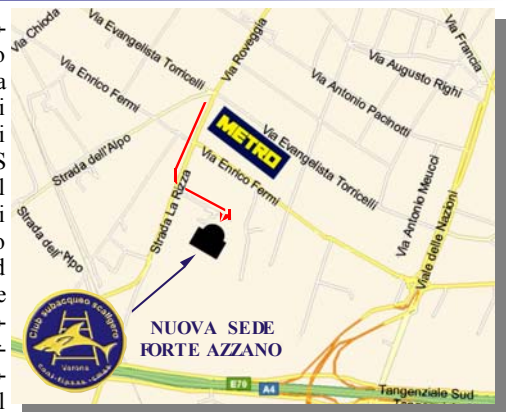 Via Chioda
Via Evangelista Torricelli
Via Roveggia
Via Francia
Via Enrico Fermi
Via Augusto Righi
Via Antonio Pacinotti
METRO
Via Evangelista Torricelli
Strada dell'Alpo
Via Enrico Fermi
Via Antonio Meucci
Strada La Rizza
Viale delle Nazioni
Strada dell'Alpo
NUOVA SEDE
FORTE AZZANO
Club subacqueo scaligero
Verona
E70
A4
Tangenziale Sud